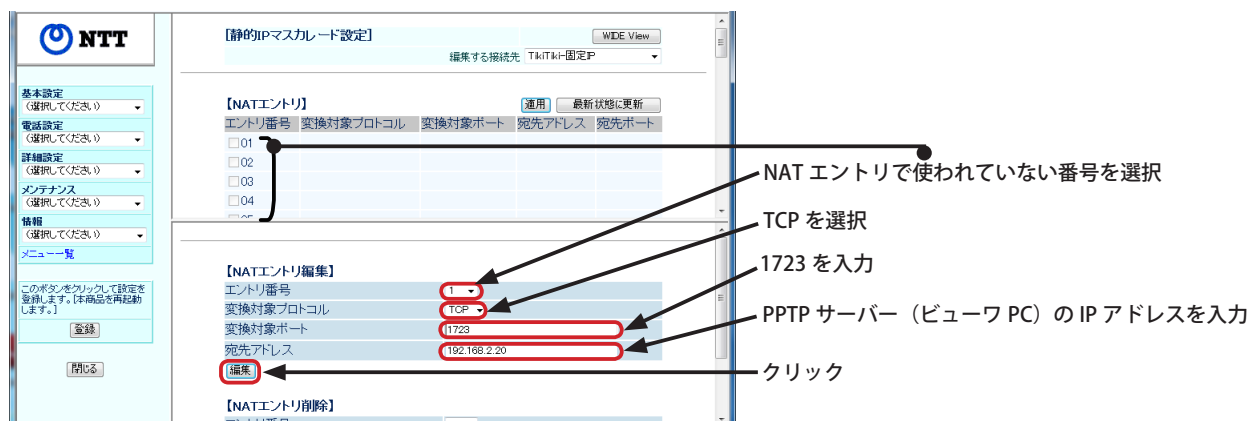 NTT
[静的IPマスカレード設定]
WIDE View
編集する接続先 TikiTiki-固定IP
基本設定
(選択してください)
電話設定
(選択してください)
詳細設定
(選択してください)
メンテナンス
(選択してください)
情報
(選択してください)
メニュー一覧
このボタンをクリックして設定を
登録します。[本商品を再起動
します。]
登録
閉じる
【NATエントリ】
適用 最新状態に更新
エントリ番号 変換対象プロトコル 変換対象ポート 宛先アドレス 宛先ポート
01
02
03
04
05
【NATエントリ編集】
エントリ番号 1
変換対象プロトコル TCP
変換対象ポート 1723
宛先アドレス 192.168.2.20
編集
【NATエントリ削除】
エントリ番号
NAT エントリで使われていない番号を選択
TCP を選択
1723 を入力
PPTP サーバー（ビューワ PC）の IP アドレスを入力
クリック